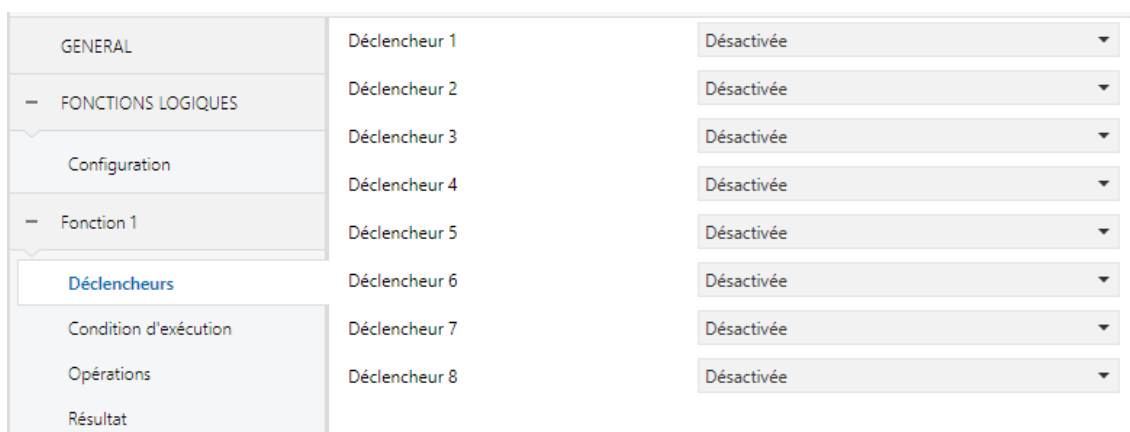 GENERAL
FONCTIONS LOGIQUES
Configuration
Fonction 1
Déclencheurs
Condition d'exécution
Opérations
Résultat
Déclencheur 1 Désactivée
Déclencheur 2 Désactivée
Déclencheur 3 Désactivée
Déclencheur 4 Désactivée
Déclencheur 5 Désactivée
Déclencheur 6 Désactivée
Déclencheur 7 Désactivée
Déclencheur 8 Désactivée